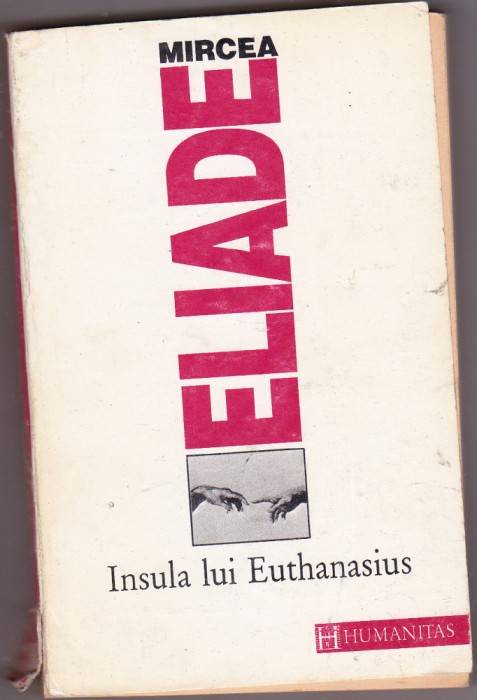 MIRCEA
ELIADE
Insula lui Euthanasius
HUMANITAS